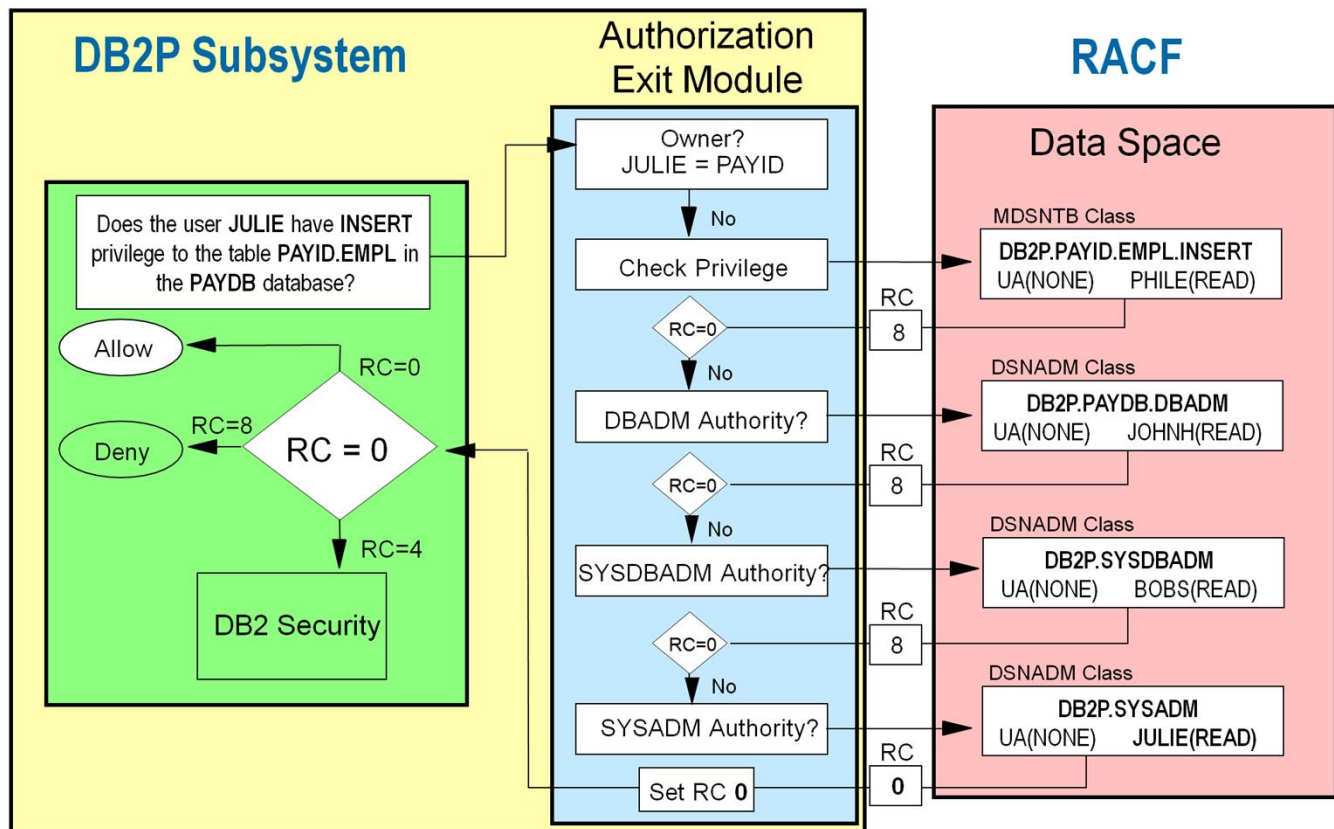 DB2P Subsystem
Authorization
Exit Module
RACF
Does the user JULIE have INSERT
privilege to the table PAYID.EMPL in
the PAYDB database?
Allow
RC=0
RC=8
Deny
RC = 0
RC=4
DB2 Security
Owner?
JULIE = PAYID
No
Check Privilege
RC=0
No
DBADM Authority?
RC=0
No
SYSDBADM Authority?
RC=0
No
SYSADM Authority?
Set RC 0
RC
8
RC
8
RC
8
RC
0
Data Space
MDSNTB Class
DB2P.PAYID.EMPL.INSERT
UA(NONE) PHILE(READ)
DSNADM Class
DB2P.PAYDB.DBADM
UA(NONE) JOHNH(READ)
DSNADM Class
DB2P.SYSDBADM
UA(NONE) BOBS(READ)
DSNADM Class
DB2P.SYSADM
UA(NONE) JULIE(READ)